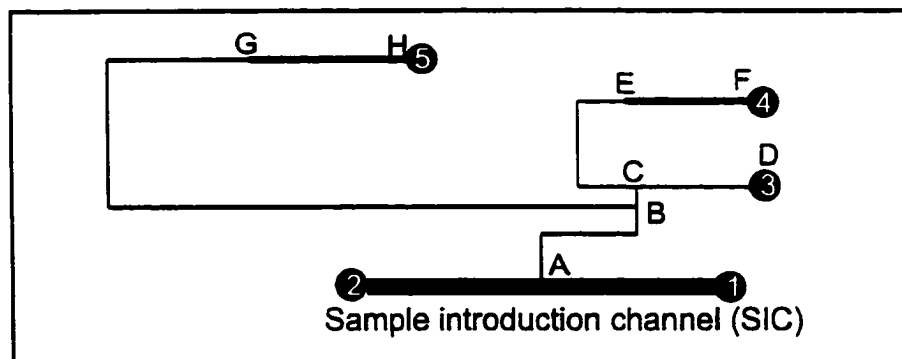 G H 5
E F 4
D
C 3
B
A
2 1
Sample introduction channel (SIC)